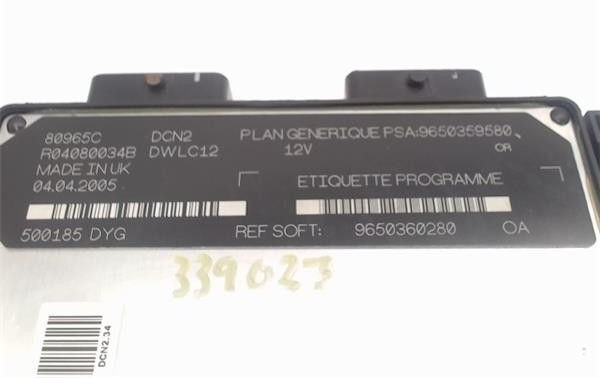 80965C DCN2 PLAN GENERIQUE PSA:9650359580
R04080034B DWLC12 12V OR
MADE IN UK
04.04.2005 ETIQUETTE PROGRAMME
500185 DYG REF SOFT: 9650360280 OA
339027
DCN2.34